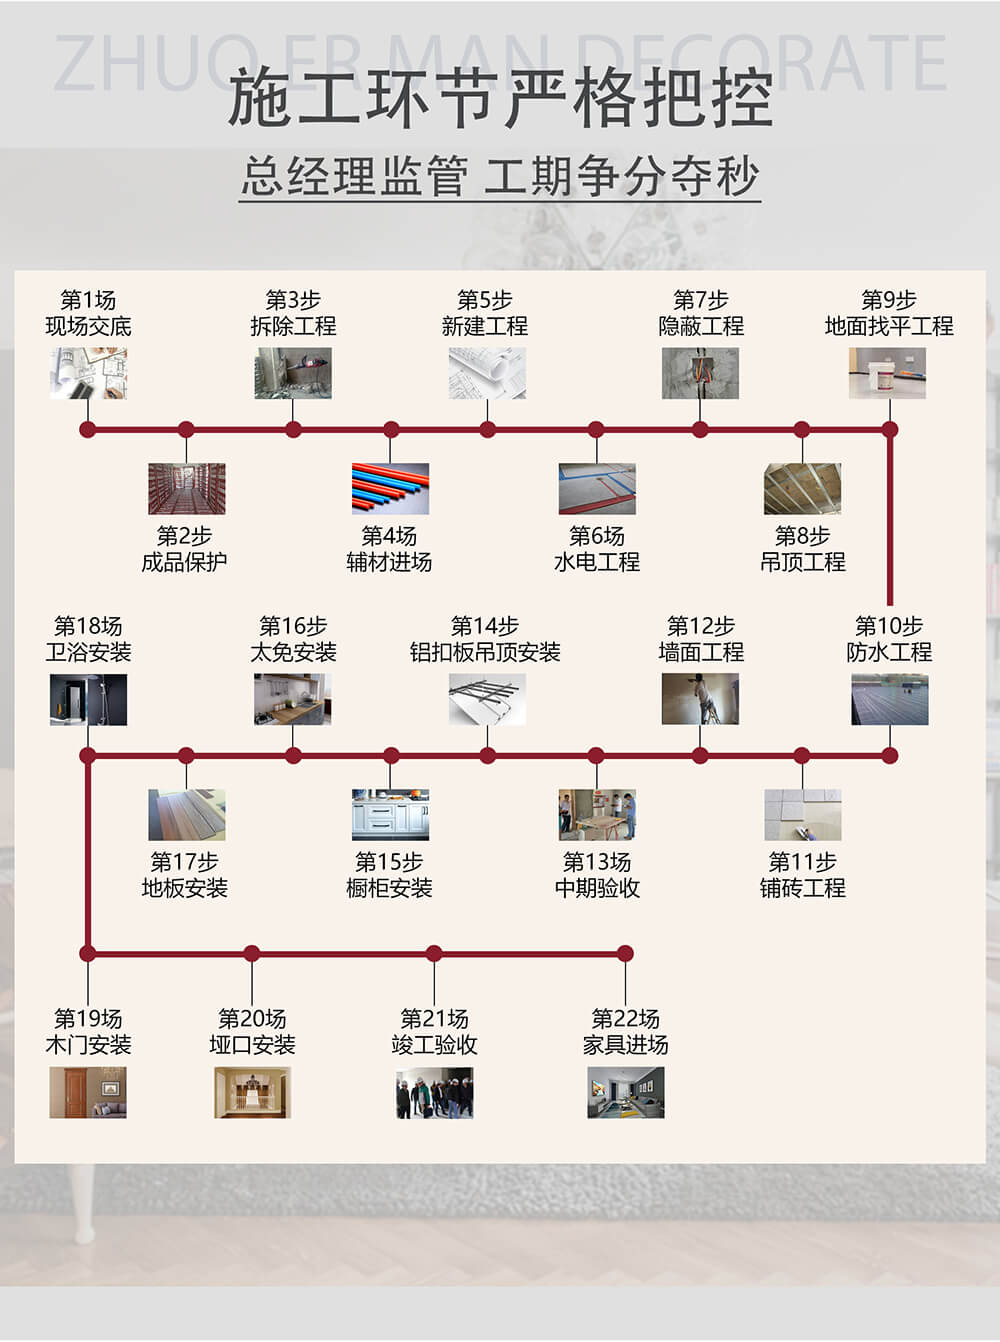 ZHUO ER MAN DECORATE
施工环节严格把控
总经理监管 工期争分夺秒
第1场
现场交底
第2步
成品保护
第3步
拆除工程
第4场
辅材进场
第5步
新建工程
第6场
水电工程
第7步
隐蔽工程
第8步
吊顶工程
第9步
地面找平工程
第10步
防水工程
第11步
铺砖工程
第12步
墙面工程
第13场
中期验收
第14步
铝扣板吊顶安装
第15步
橱柜安装
第16步
太免安装
第17步
地板安装
第18场
卫浴安装
第19场
木门安装
第20场
垭口安装
第21场
竣工验收
第22场
家具进场